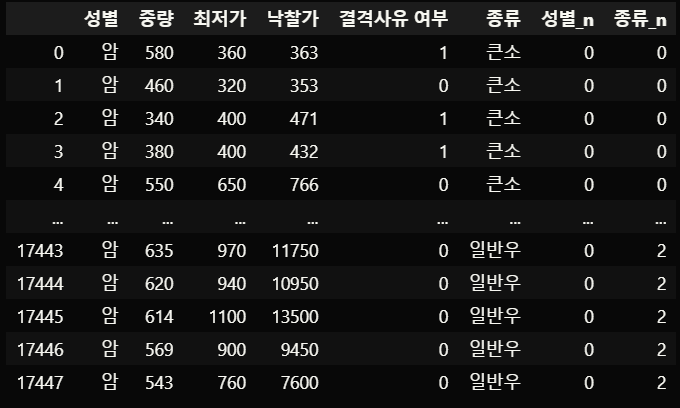 성별 중량 최저가 낙찰가 결격사유 여부 종류 성별_n 종류_n
0 암 580 360 363 1 큰소 0 0
1 암 460 320 353 0 큰소 0 0
2 암 340 400 471 1 큰소 0 0
3 암 380 400 432 1 큰소 0 0
4 암 550 650 766 0 큰소 0 0
... ... ... ... ... ... ... ... ...
17443 암 635 970 11750 0 일반우 0 2
17444 암 620 940 10950 0 일반우 0 2
17445 암 614 1100 13500 0 일반우 0 2
17446 암 569 900 9450 0 일반우 0 2
17447 암 543 760 7600 0 일반우 0 2